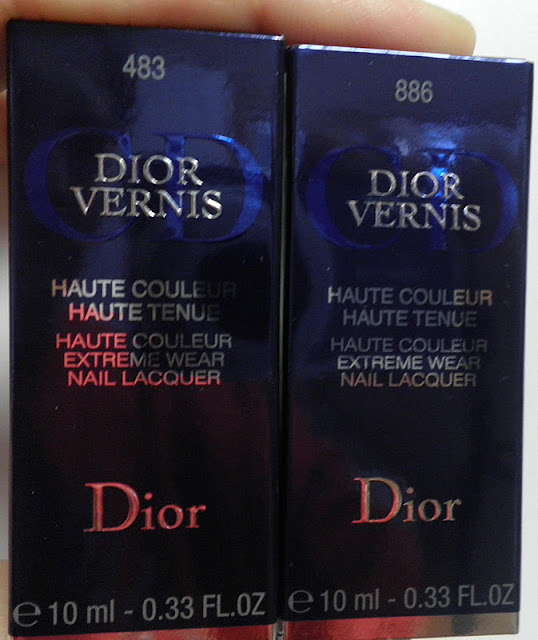 483
CD
DIOR
VERNIS
HAUTE COULEUR
HAUTE TENUE
HAUTE COULEUR
EXTREME WEAR
NAIL LACQUER
Dior
e 10 ml - 0.33 FL.OZ
886
CD
DIOR
VERNIS
HAUTE COULEUR
HAUTE TENUE
HAUTE COULEUR
EXTREME WEAR
NAIL LACQUER
Dior
e 10 ml - 0.33 FL.OZ